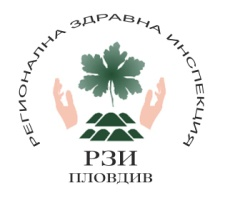 РЕГИОНАЛНА ЗДРАВНА ИНСПЕКЦИЯ
РЗИ
ПЛОВДИВ